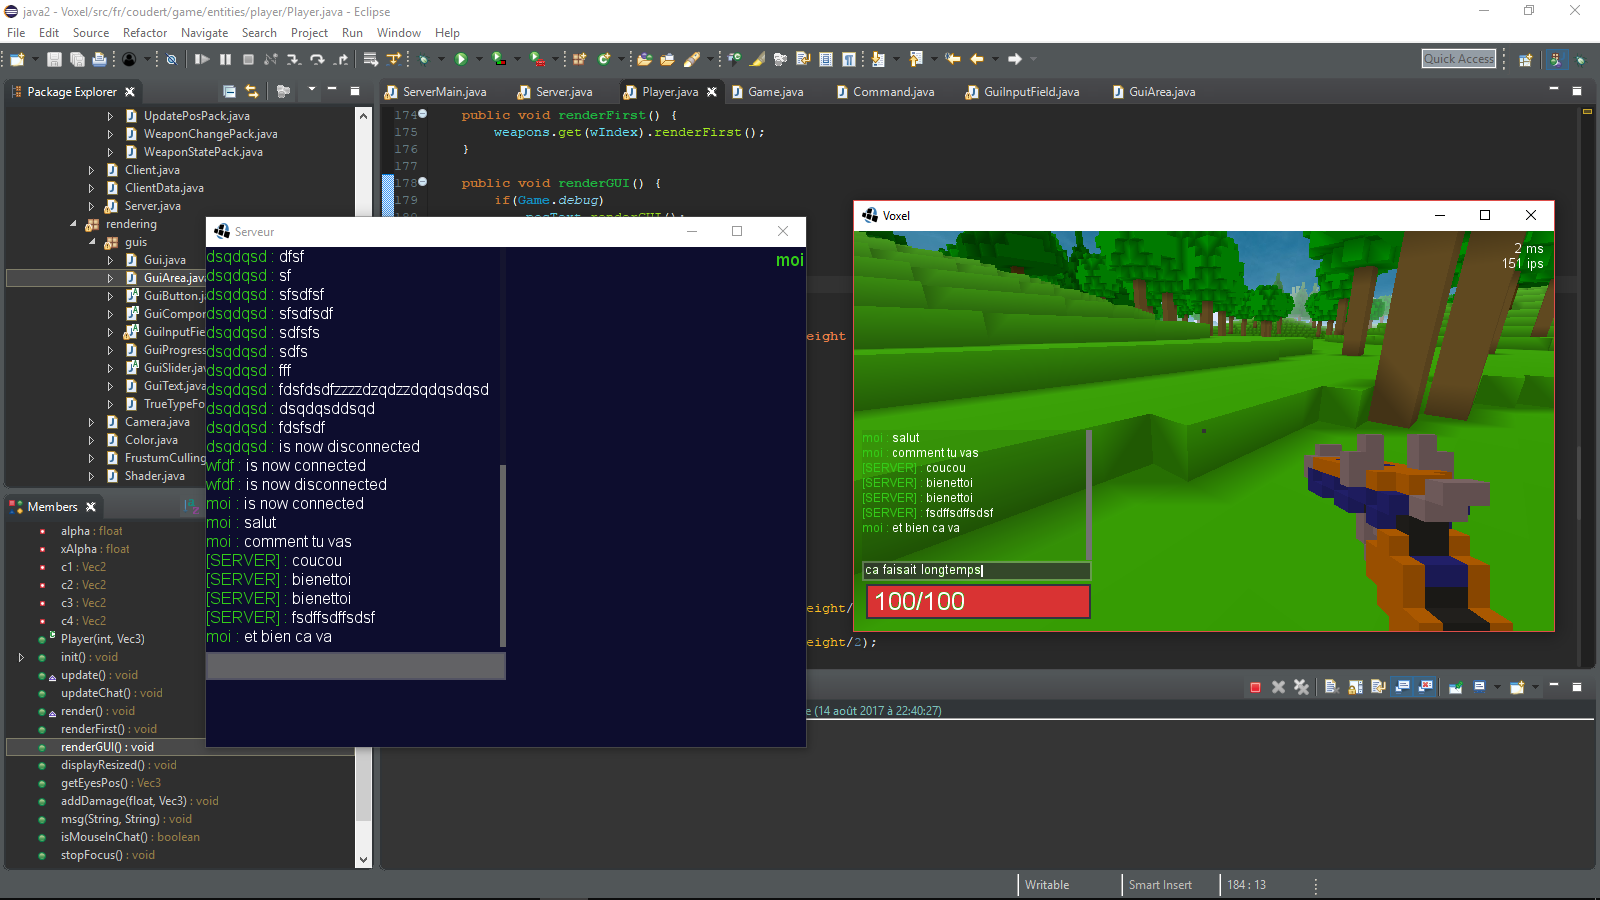 java2 - Voxel/src/fr/coudert/game/entities/player/Player.java - Eclipse
File Edit Source Refactor Navigate Search Project Run Window Help
Quick Access
Package Explorer
ServerMain.java Server.java Player.java Game.java Command.java GuiInputField.java GuiArea.java
UpdatePosPack.java
WeaponChangePack.java
WeaponStatePack.java
Client.java
ClientData.java
Server.java
rendering
guis
Gui.java
GuiArea.java
GuiButton.j
GuiCompor
GuiInputFie
GuiProgress
GuiSlider.jav
GuiText.java
TrueTypeFo
Camera.java
Color.java
FrustumCulling
Shader.java
174 public void renderFirst() {
175 weapons.get(wIndex).renderFirst();
176 }
177
178 public void renderGUI() {
179 if(Game.debug)
eight
eight/
eight/2);
Serveur
moi
dsqdqsd : dfsf
dsqdqsd : sf
dsqdqsd : sfsdfsf
dsqdqsd : sfsdfsdf
dsqdqsd : sdfsfs
dsqdqsd : sdfs
dsqdqsd : fff
dsqdqsd : fdsfdsdfzzzzdzqdzzdqdqsdqsd
dsqdqsd : dsqdqsddsqd
dsqdqsd : fdsfsdf
dsqdqsd : is now disconnected
wfdf : is now connected
wfdf : is now disconnected
moi : is now connected
moi : salut
moi : comment tu vas
[SERVER] : coucou
[SERVER] : bienettoi
[SERVER] : bienettoi
[SERVER] : fsdffsdffsdsf
moi : et bien ca va
Voxel
2 ms
151 ips
moi : salut
moi : comment tu vas
[SERVER] : coucou
[SERVER] : bienettoi
[SERVER] : bienettoi
[SERVER] : fsdffsdffsdsf
moi : et bien ca va
ca faisait longtemps
100/100
Members
alpha : float
xAlpha : float
c1 : Vec2
c2 : Vec2
c3 : Vec2
c4 : Vec2
Player(int, Vec3)
init() : void
update() : void
updateChat() : void
render() : void
renderFirst() : void
renderGUI() : void
displayResized() : void
getEyesPos() : Vec3
addDamage(float, Vec3) : void
msg(String, String) : void
isMouseInChat() : boolean
stopFocus() : void
e (14 août 2017 à 22:40:27)
Writable Smart Insert 184 : 13